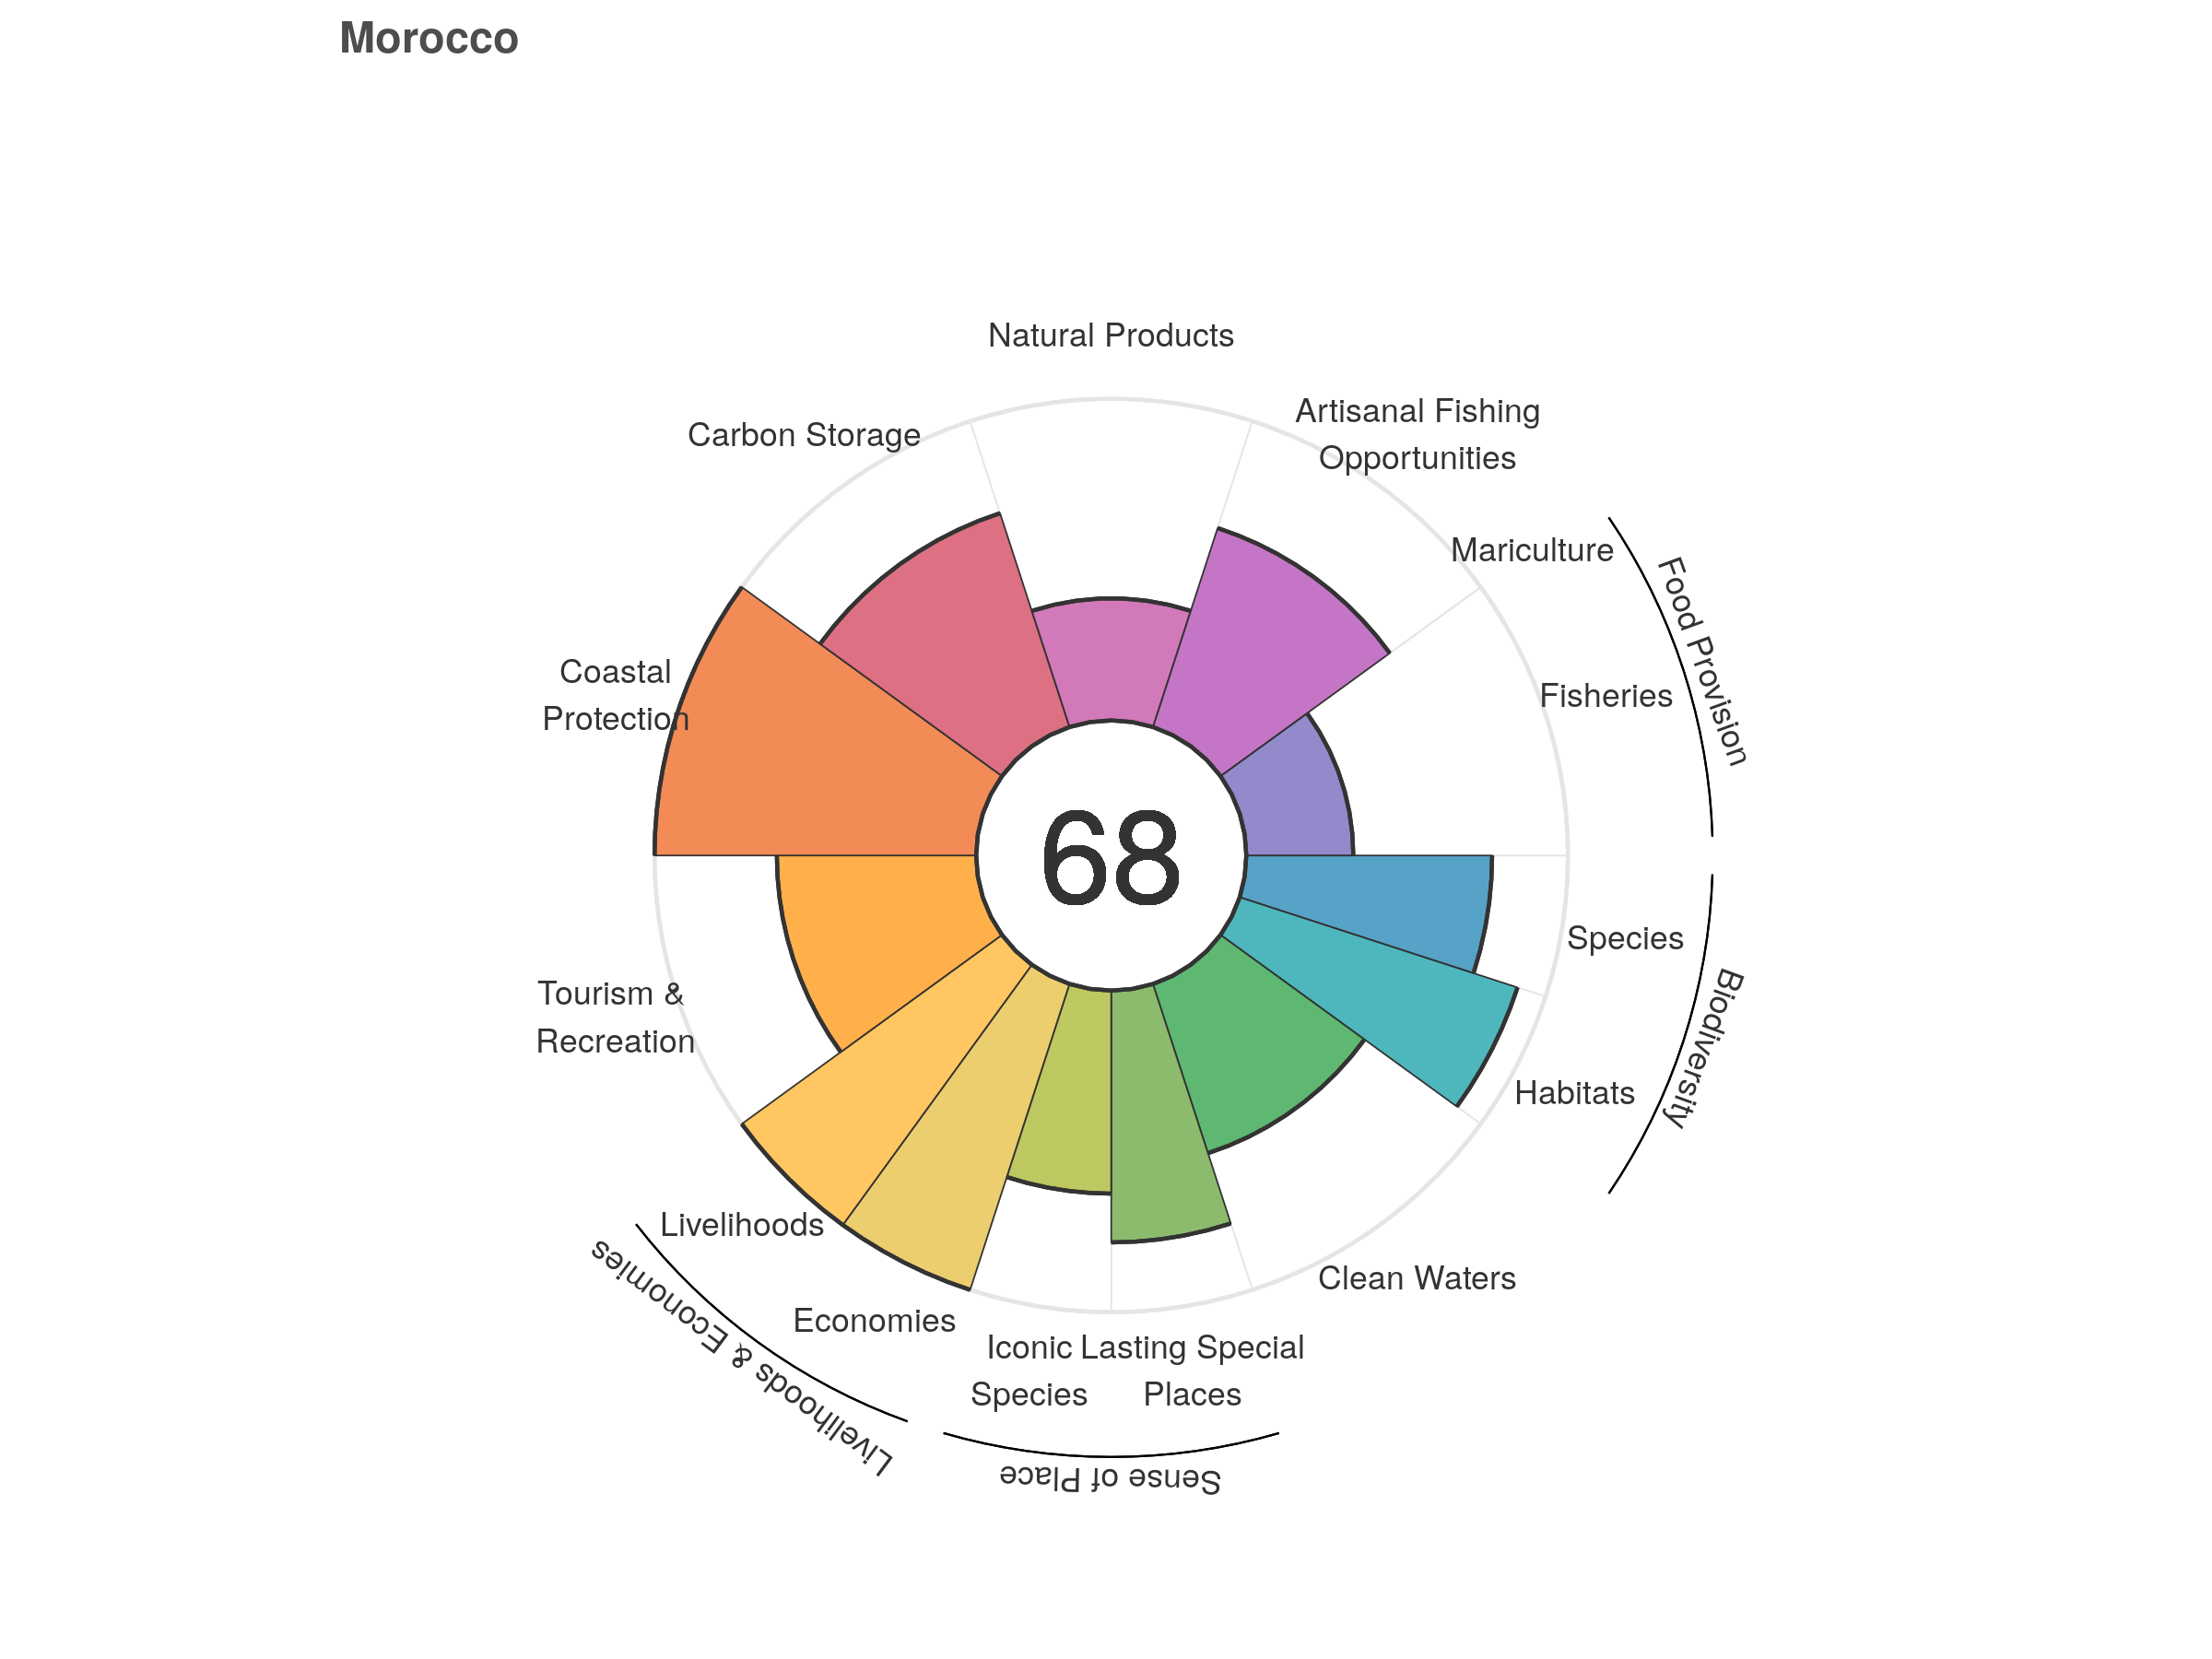 Morocco
Natural Products
Artisanal Fishing
Opportunities
Carbon Storage
Mariculture
Food Provision
Coastal
Protection
Fisheries
68
Species
Biodiversity
Tourism &
Recreation
Habitats
Livelihoods
Clean Waters
Economies
Livelihoods & Economies
Iconic
Species
Lasting Special
Places
Sense of Place